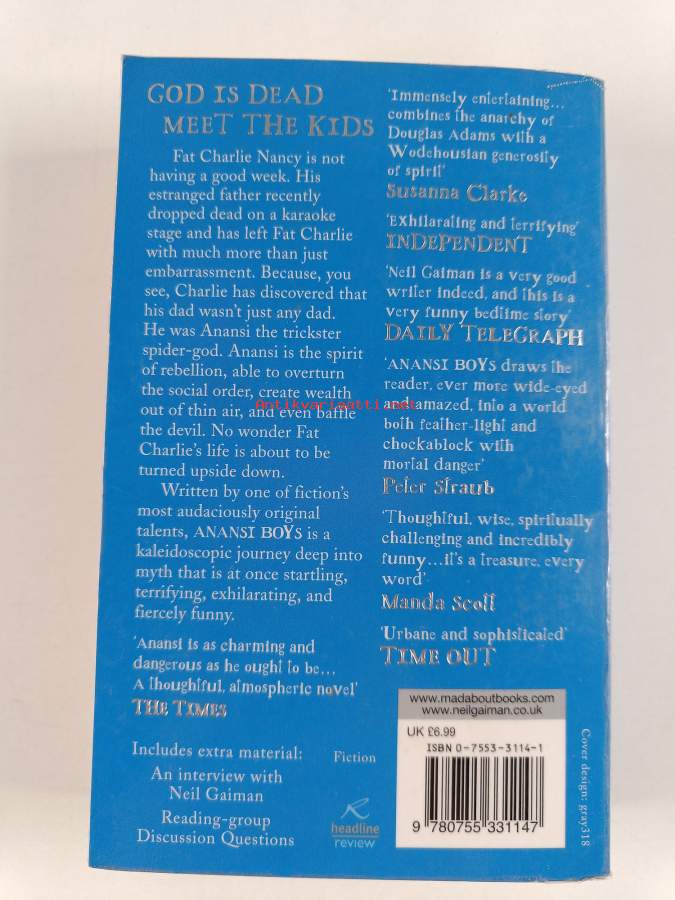 GOD IS DEAD
MEET THE KIDS
Fat Charlie Nancy is not
having a good week. His
estranged father recently
dropped dead on a karaoke
stage and has left Fat Charlie
with much more than just
embarrassment. Because, you
see, Charlie has discovered that
his dad wasn't just any dad.
He was Anansi the trickster
spider-god. Anansi is the spirit
of rebellion, able to overturn
the social order, create wealth
out of thin air, and even baffle
the devil. No wonder Fat
Charlie's life is about to be
turned upside down.
Written by one of fiction's
most audaciously original
talents, ANANSI BOYS is a
kaleidoscopic journey deep into
myth that is at once startling,
terrifying, exhilarating, and
fiercely funny.
'Anansi is as charming and
dangerous as he ought to be...
A thoughtful, atmospheric novel'
THE TIMES
Includes extra material:
An interview with
Neil Gaiman
Reading-group
Discussion Questions
Fiction
headline
review
'Immensely entertaining...
combines the anarchy of
Douglas Adams with a
Wodehousian generosity
of spirit'
Susanna Clarke
'Exhilarating and terrifying'
INDEPENDENT
'Neil Gaiman is a very good
writer indeed, and this is a
very funny bedtime story'
DAILY TELEGRAPH
'ANANSI BOYS draws the
reader, ever more wide-eyed
and amazed, into a world
both feather-light and
chockablock with
mortal danger'
Peter Straub
'Thoughtful, wise, spiritually
challenging and incredibly
funny...it's a treasure, every
word'
Manda Scott
'Urbane and sophisticated'
TIME OUT
www.madaboutbooks.com
www.neilgaiman.co.uk
UK £6.99
ISBN 0-7553-3114-1
9 780755 331147
Cover design: gray318
Antikvariaatti.net